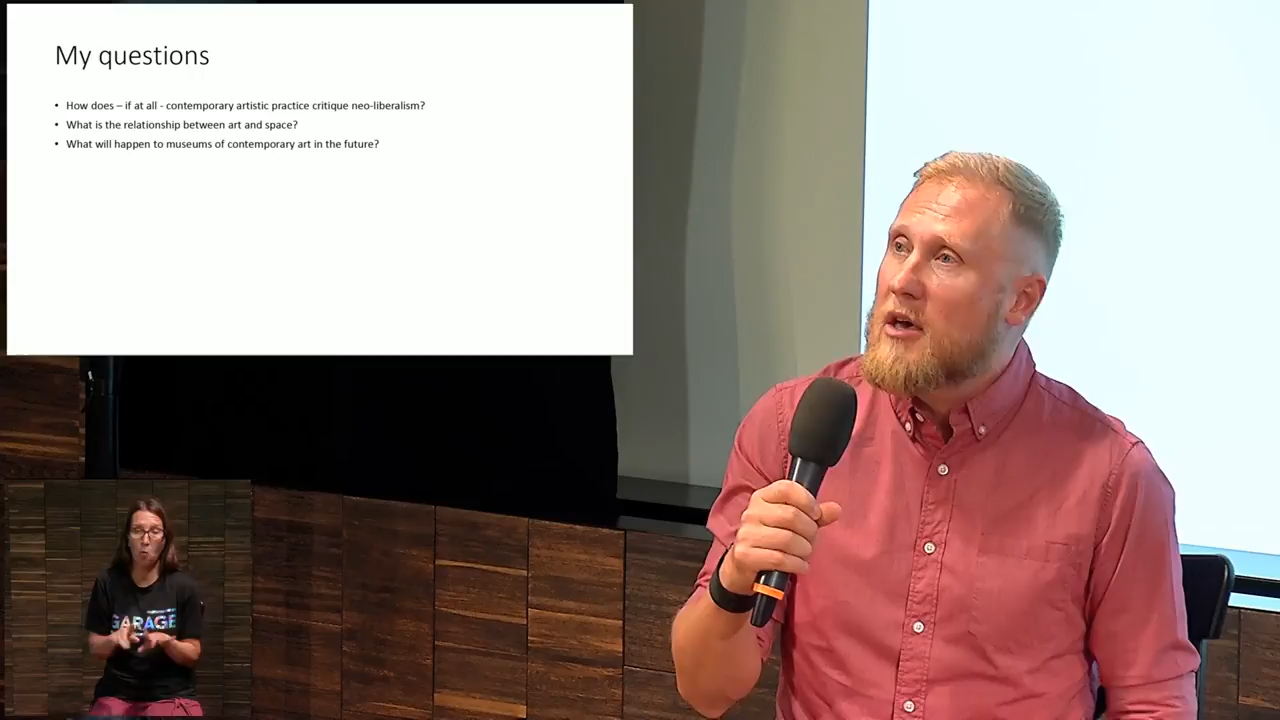 My questions
• How does – if at all - contemporary artistic practice critique neo-liberalism?
• What is the relationship between art and space?
• What will happen to museums of contemporary art in the future?
GARAGE